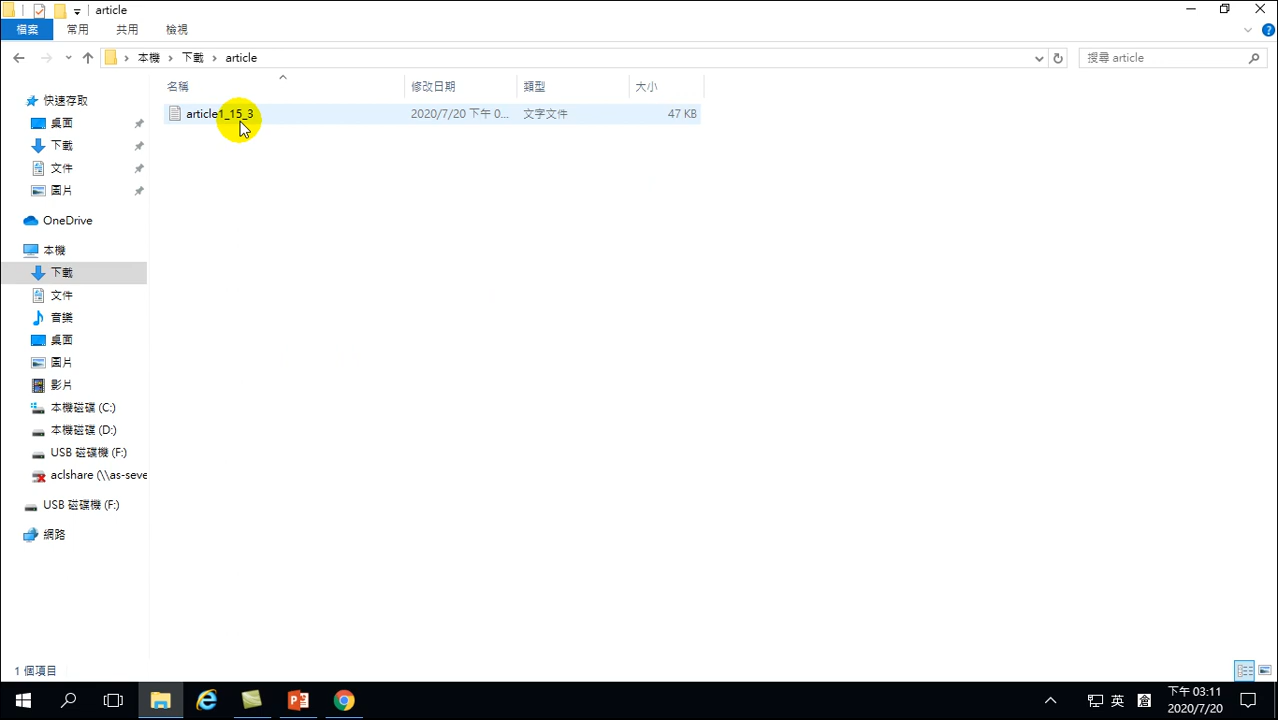 article
檔案 常用 共用 檢視
本機 下載 article
搜尋 article
名稱 修改日期 類型 大小
article1_15_3 2020/7/20 下午 0... 文字文件 47 KB
快速存取
桌面
下載
文件
圖片
OneDrive
本機
下載
文件
音樂
桌面
圖片
影片
本機磁碟 (C:)
本機磁碟 (D:)
USB 磁碟機 (F:)
aclshare (\\as-seve
USB 磁碟機 (F:)
網路
1 個項目
英 倉
下午 03:11
2020/7/20